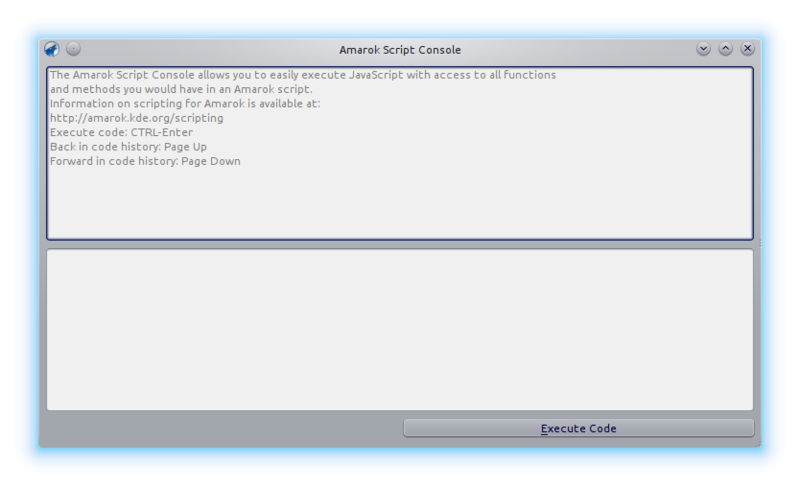 Amarok Script Console
The Amarok Script Console allows you to easily execute JavaScript with access to all functions
and methods you would have in an Amarok script.
Information on scripting for Amarok is available at:
http://amarok.kde.org/scripting
Execute code: CTRL-Enter
Back in code history: Page Up
Forward in code history: Page Down
Execute Code